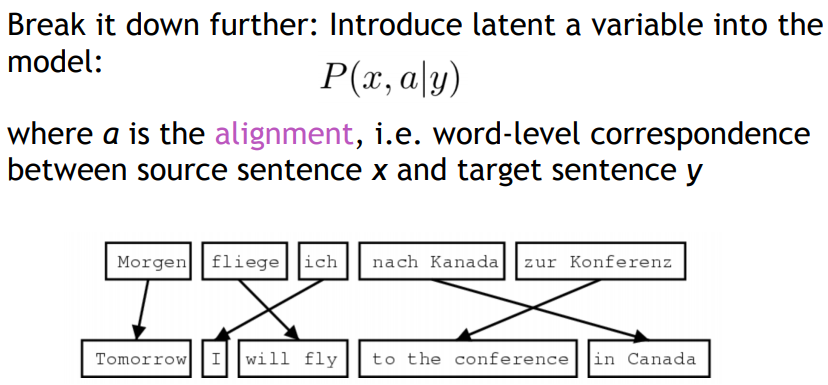 Break it down further: Introduce latent a variable into the
model:
P(x, a|y)
where a is the alignment, i.e. word-level correspondence
between source sentence x and target sentence y
Morgen fliege ich nach Kanada zur Konferenz
Tomorrow I will fly to the conference in Canada